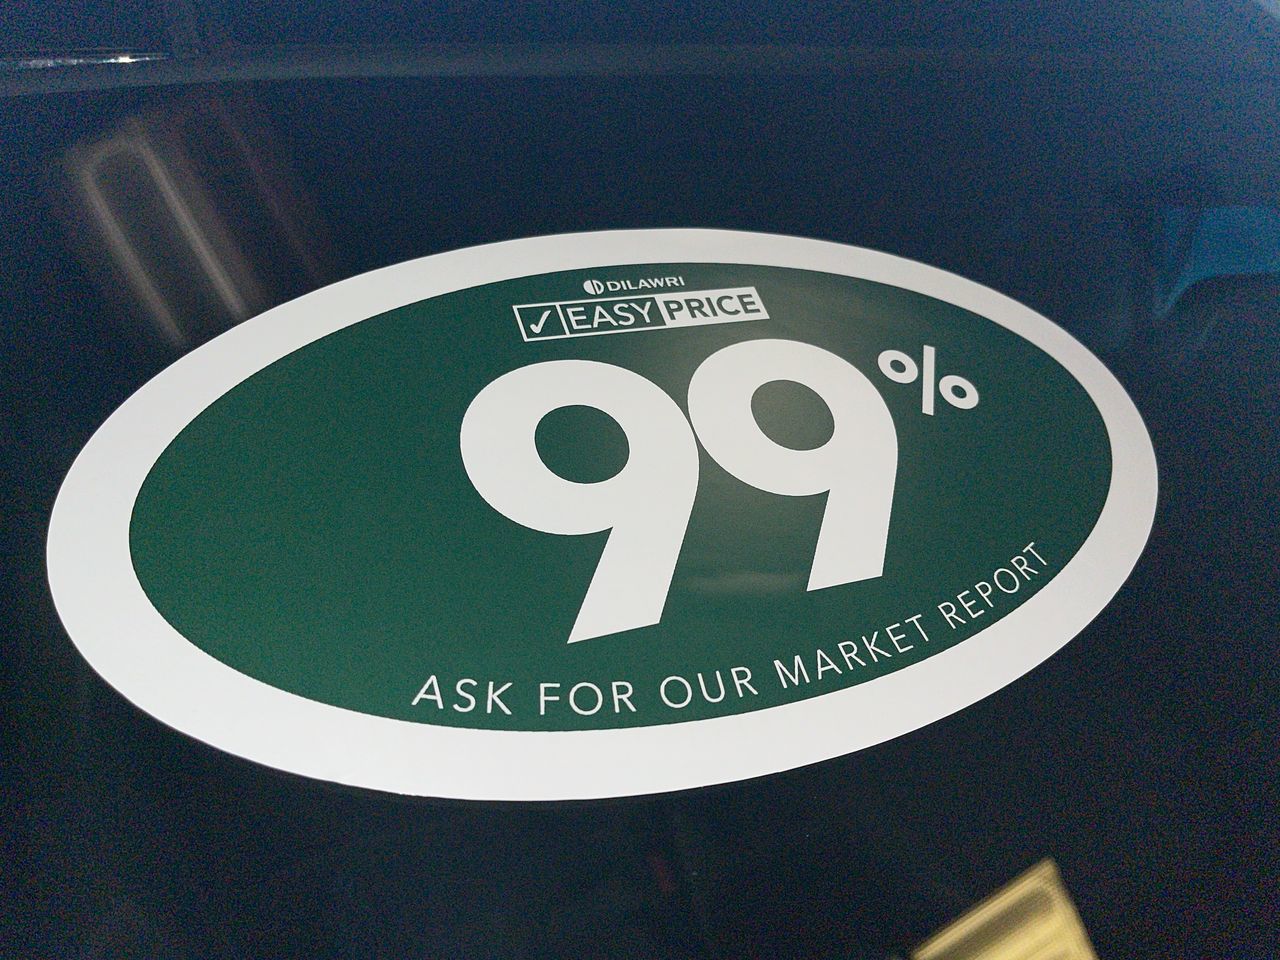 DILAWRI
✓ EASY PRICE
99%
ASK FOR OUR MARKET REPORT